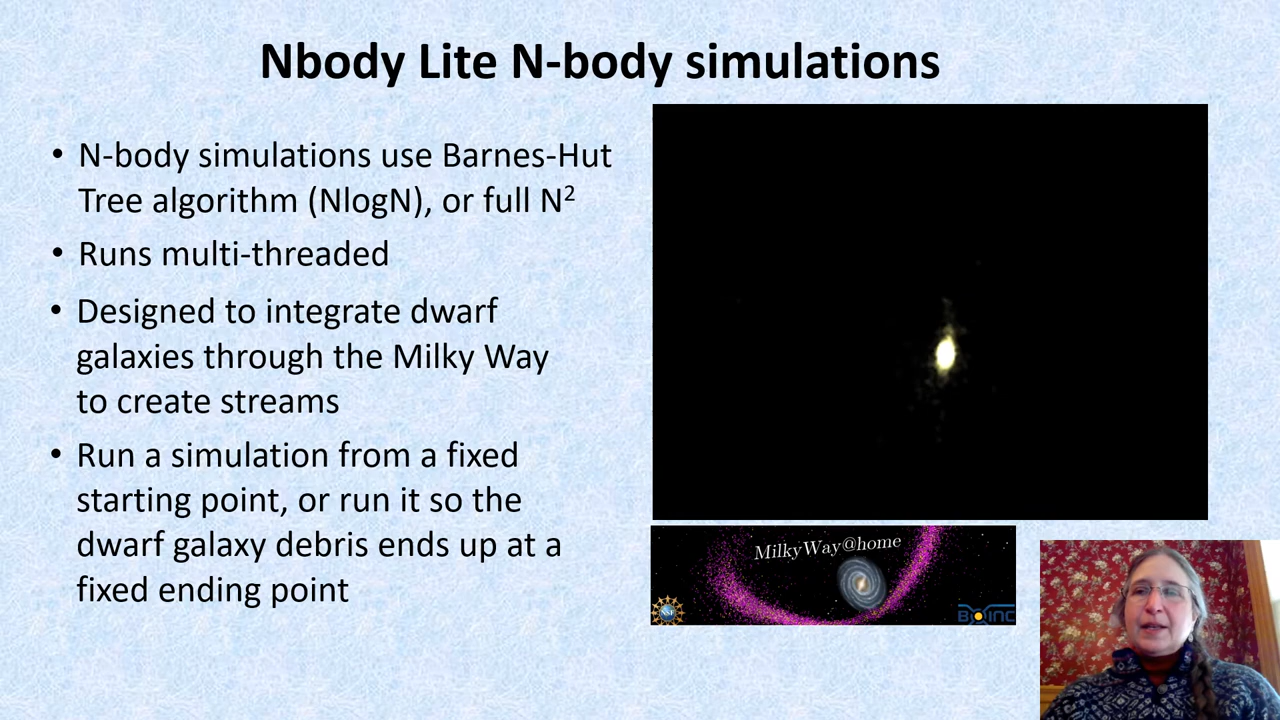 Nbody Lite N-body simulations
• N-body simulations use Barnes-Hut
Tree algorithm (NlogN), or full N²
• Runs multi-threaded
• Designed to integrate dwarf
galaxies through the Milky Way
to create streams
• Run a simulation from a fixed
starting point, or run it so the
dwarf galaxy debris ends up at a
fixed ending point
MilkyWay@home
NSF
BOINC